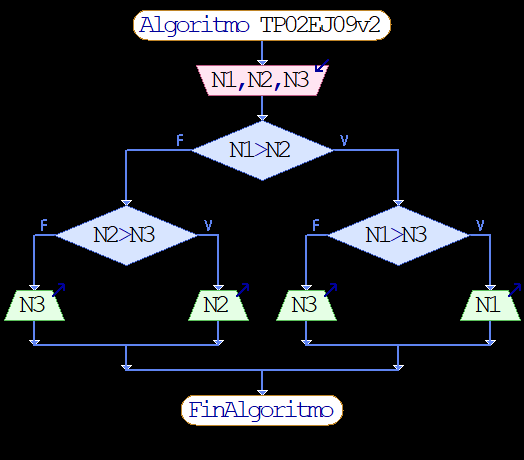 Algoritmo TP02EJ09v2
N1,N2,N3
N1>N2
F
V
N2>N3
F
V
N1>N3
F
V
N3
N2
N3
N1
FinAlgoritmo